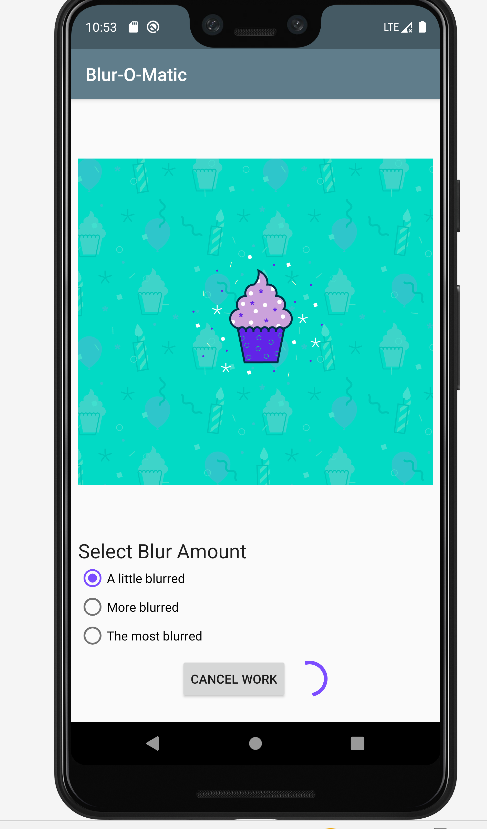 10:53
LTE
Blur-O-Matic
Select Blur Amount
A little blurred
More blurred
The most blurred
CANCEL WORK